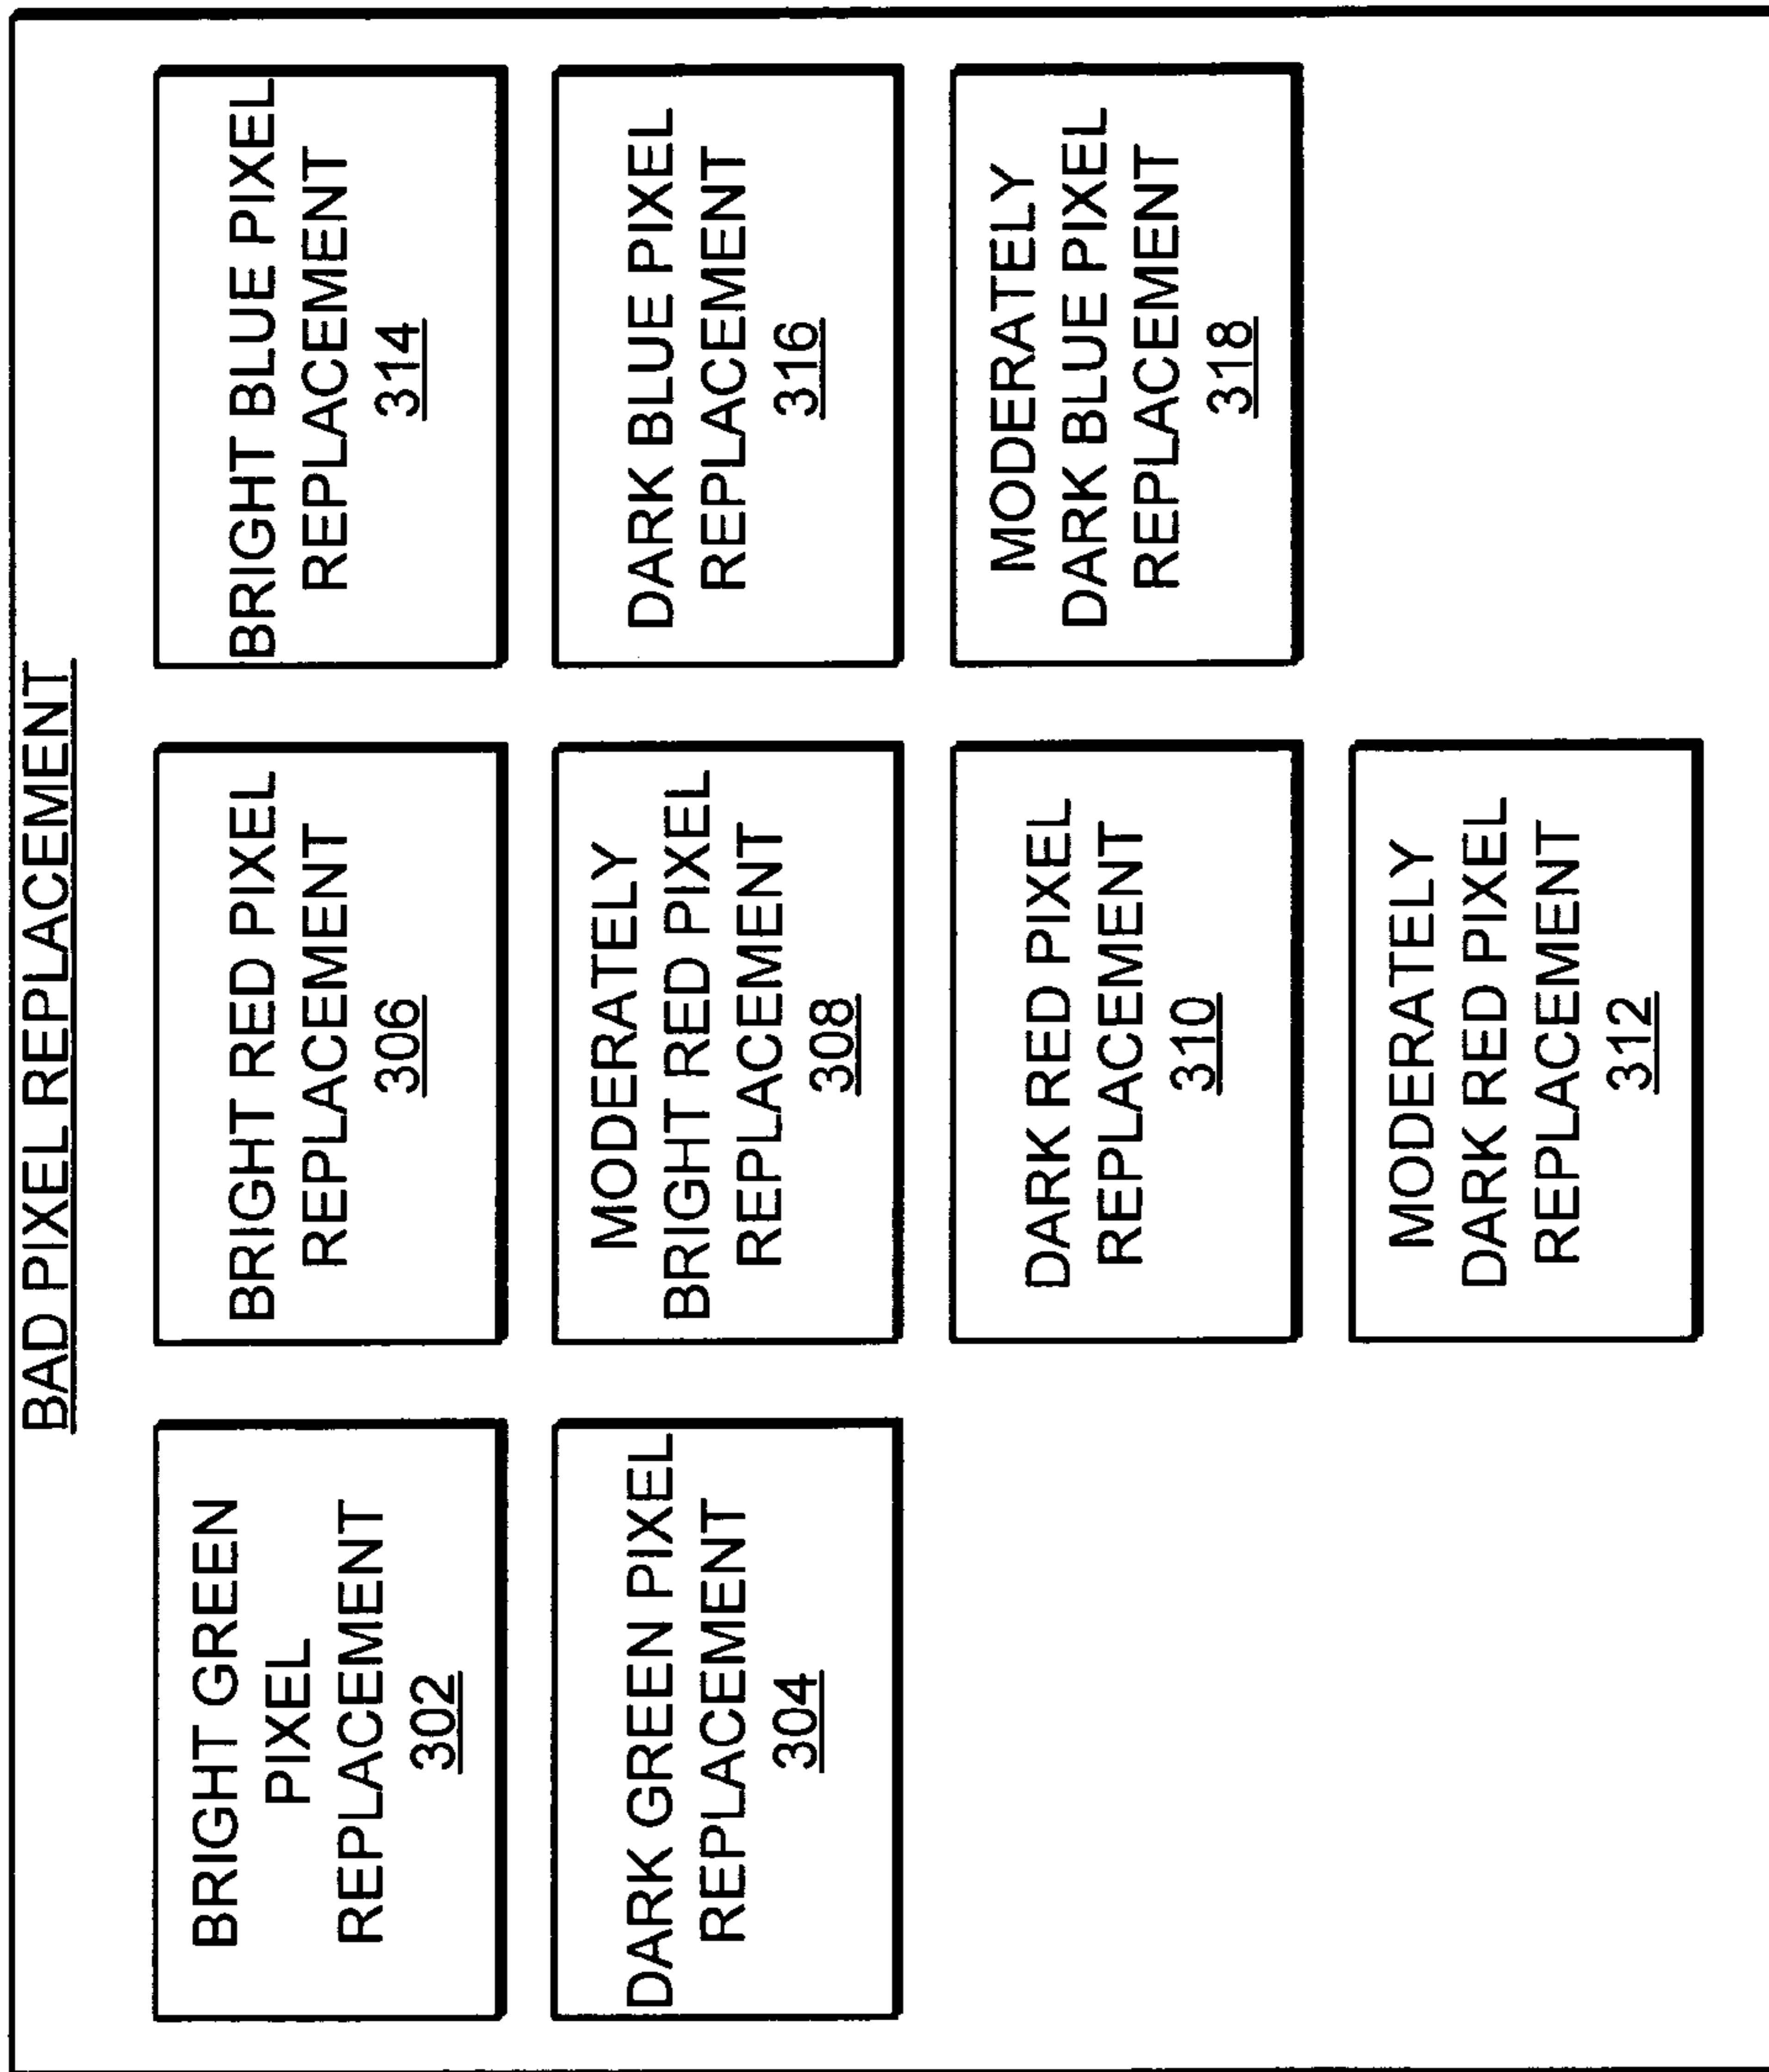 BAD PIXEL REPLACEMENT
BRIGHT GREEN
PIXEL
REPLACEMENT
302
DARK GREEN PIXEL
REPLACEMENT
304
BRIGHT RED PIXEL
REPLACEMENT
306
MODERATELY
BRIGHT RED PIXEL
REPLACEMENT
308
DARK RED PIXEL
REPLACEMENT
310
MODERATELY
DARK RED PIXEL
REPLACEMENT
312
BRIGHT BLUE PIXEL
REPLACEMENT
314
DARK BLUE PIXEL
REPLACEMENT
316
MODERATELY
DARK BLUE PIXEL
REPLACEMENT
318